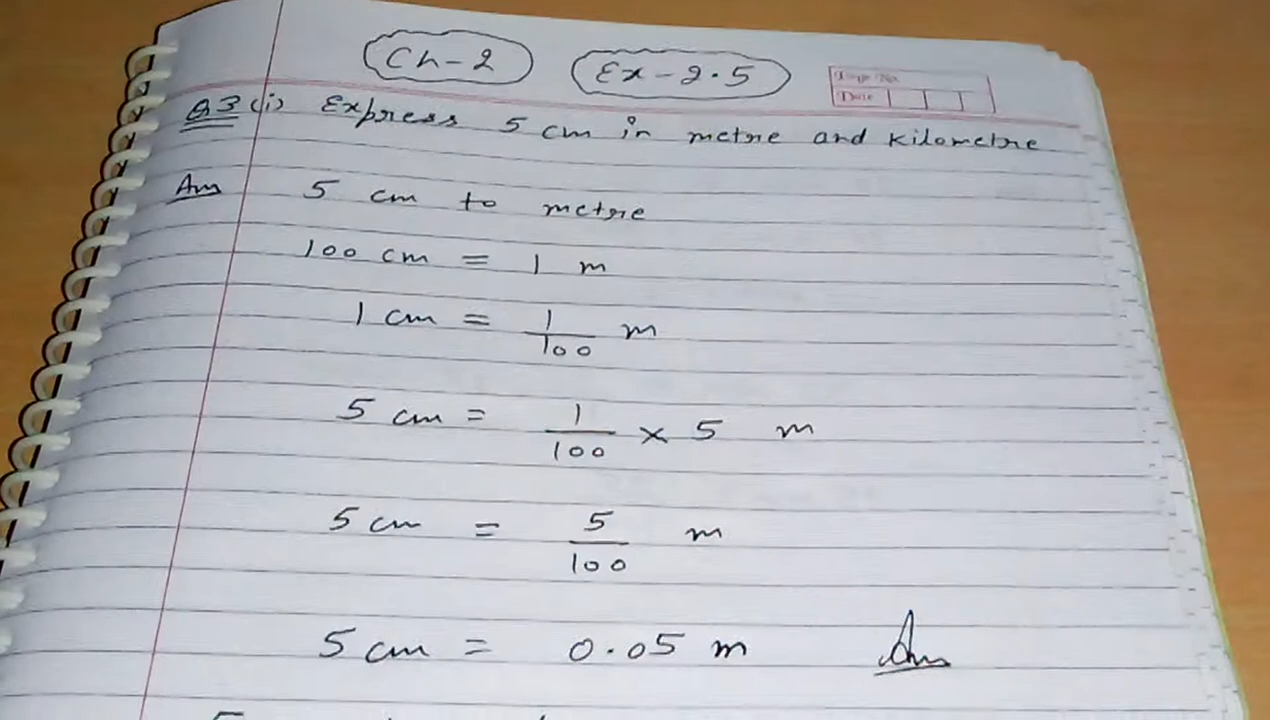 Ch-2 Ex-2.5
Page No.
Date
Q3(i) Express 5 cm in metre and kilometre
Ans 5 cm to metre
100 cm = 1 m
1 cm = 1/100 m
5 cm = 1/100 × 5 m
5 cm = 5/100 m
5 cm = 0.05 m Ans